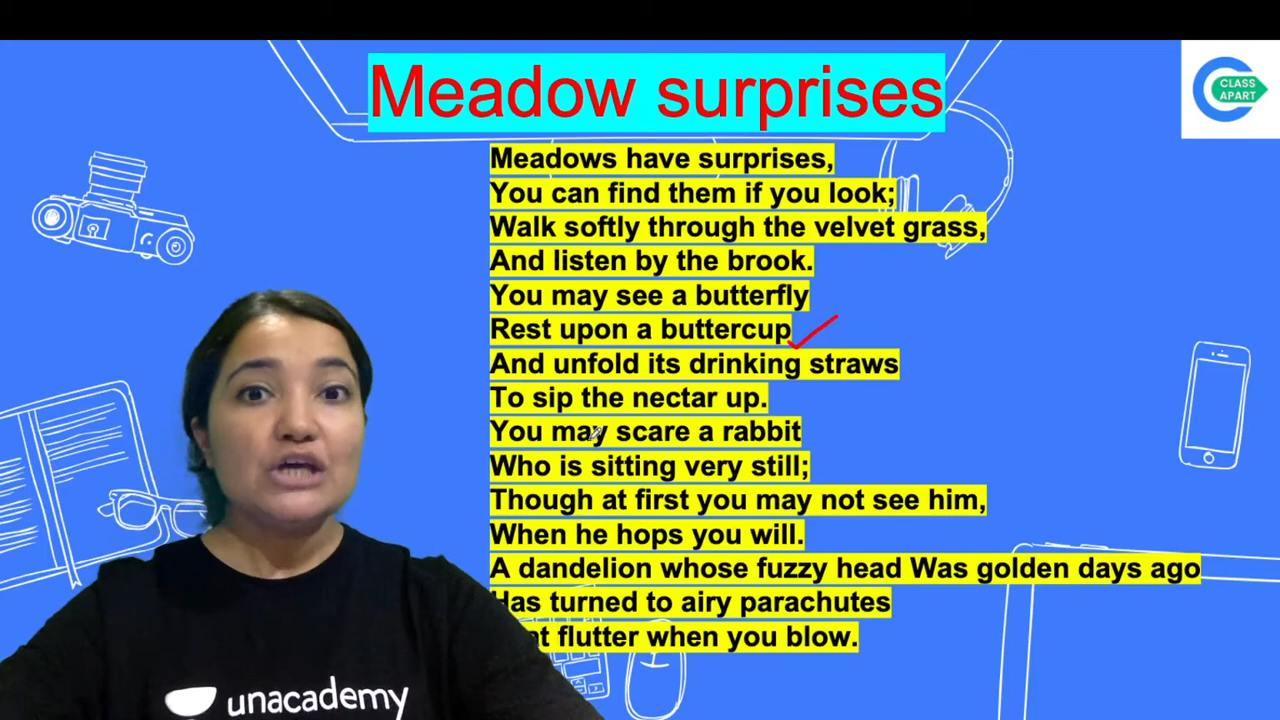 Meadow surprises
CLASS
APART
Meadows have surprises,
You can find them if you look;
Walk softly through the velvet grass,
And listen by the brook.
You may see a butterfly
Rest upon a buttercup
And unfold its drinking straws
To sip the nectar up.
You may scare a rabbit
Who is sitting very still;
Though at first you may not see him,
When he hops you will.
A dandelion whose fuzzy head Was golden days ago
Has turned to airy parachutes
flutter when you blow.
unacademy